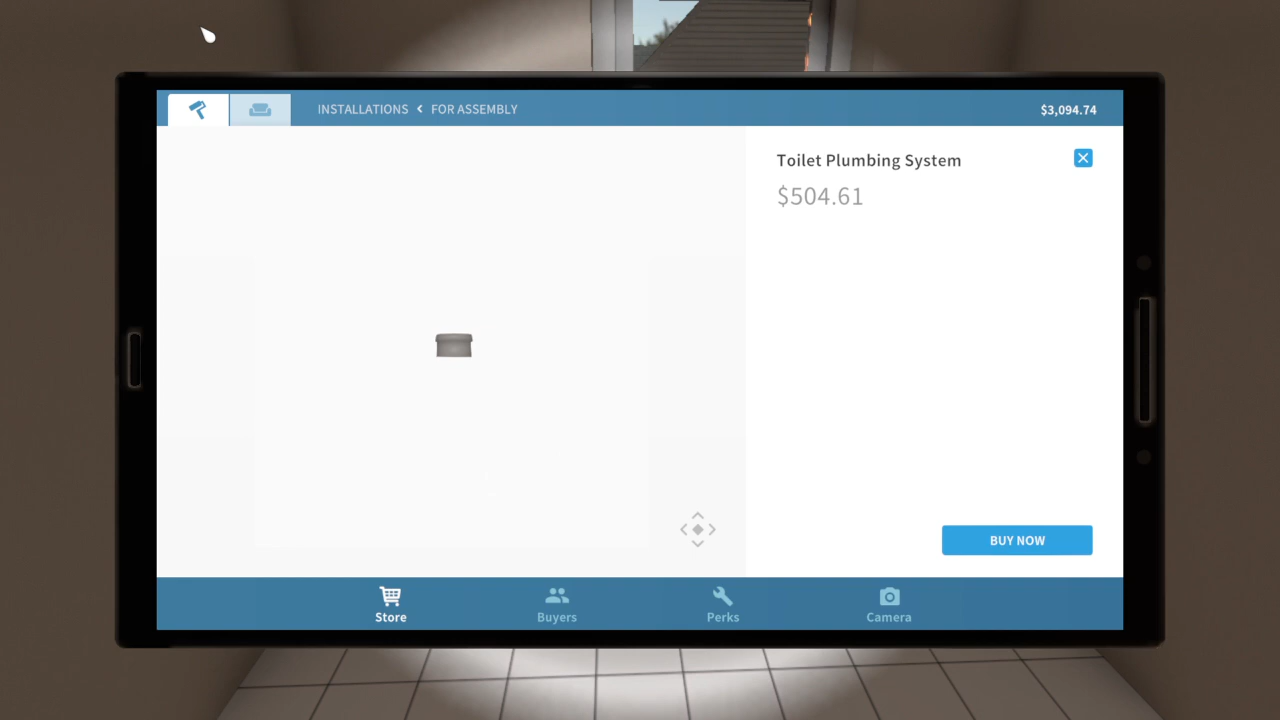 INSTALLATIONS < FOR ASSEMBLY
$3,094.74
Toilet Plumbing System
$504.61
BUY NOW
Store
Buyers
Perks
Camera